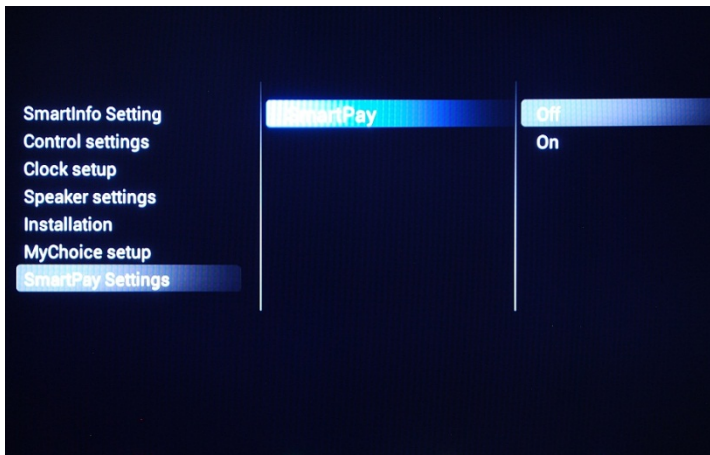 SmartInfo Setting
Control settings
Clock setup
Speaker settings
Installation
MyChoice setup
SmartPay Settings
SmartPay
Off
On